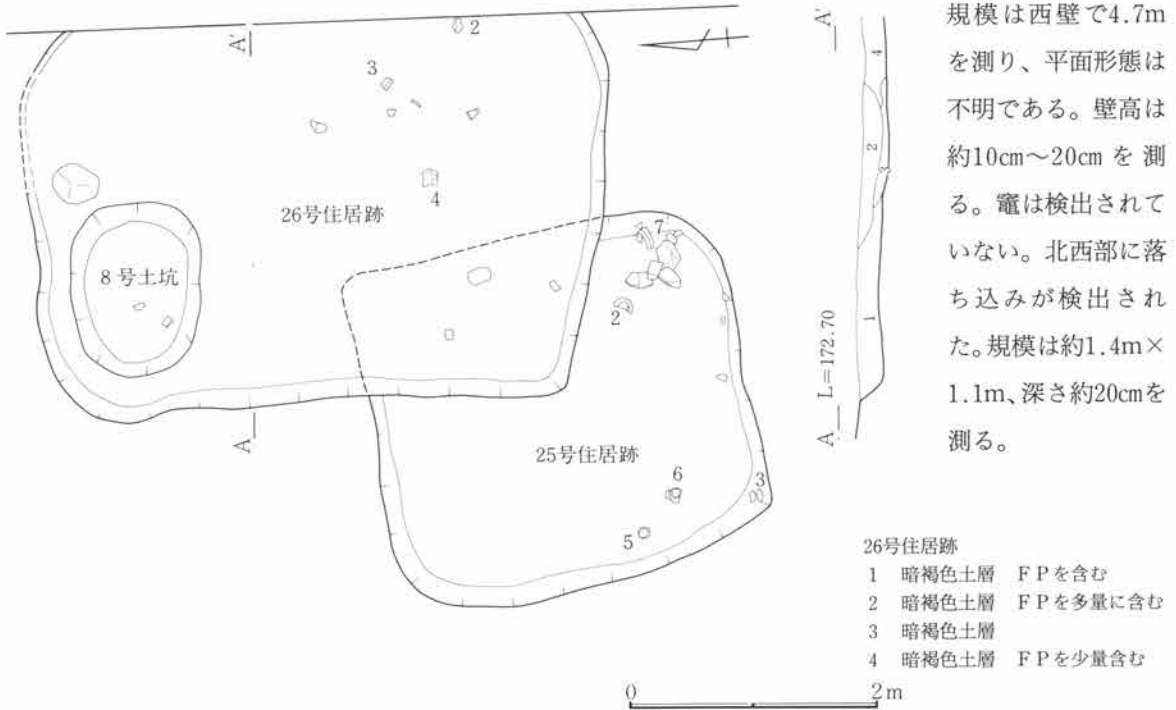 規模は西壁で4.7m
を測り、平面形態は
不明である。壁高は
約10cm～20cm を 測
る。竈は検出されて
いない。北西部に落
ち込みが検出され
た。規模は約1.4m×
1.1m、深さ約20cmを
測る。
A'
2
3
4
26号住居跡
8号土坑
A
7
2
25号住居跡
6
3
5
A'
4
2
3
1
A
L=172.70
26号住居跡
1 暗褐色土層 FPを含む
2 暗褐色土層 FPを多量に含む
3 暗褐色土層
4 暗褐色土層 FPを少量含む
0 2m